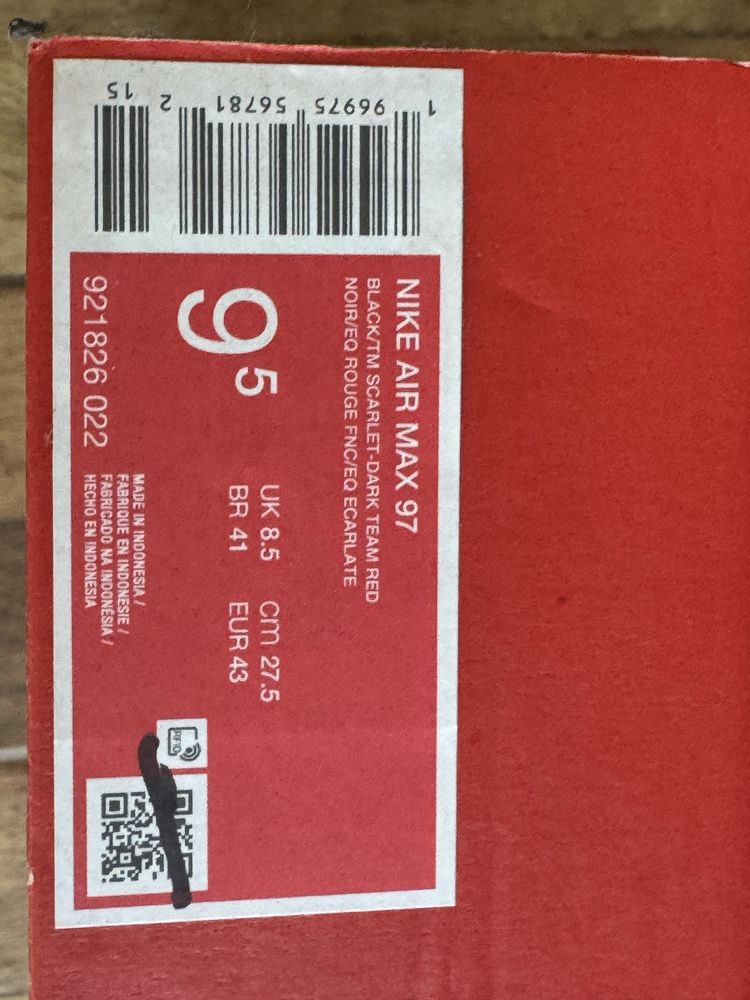 NIKE AIR MAX 97
BLACK/TM SCARLET-DARK TEAM RED
NOIR/EQ ROUGE FNC/EQ ECARLATE
9 5
UK 8.5 cm 27.5
BR 41 EUR 43
921826 022
MADE IN INDONESIA /
FABRIQUE EN INDONESIE /
FABRICADO NA INDONÉSIA /
HECHO EN INDONESIA
RFID
1 96975 56781 2 15